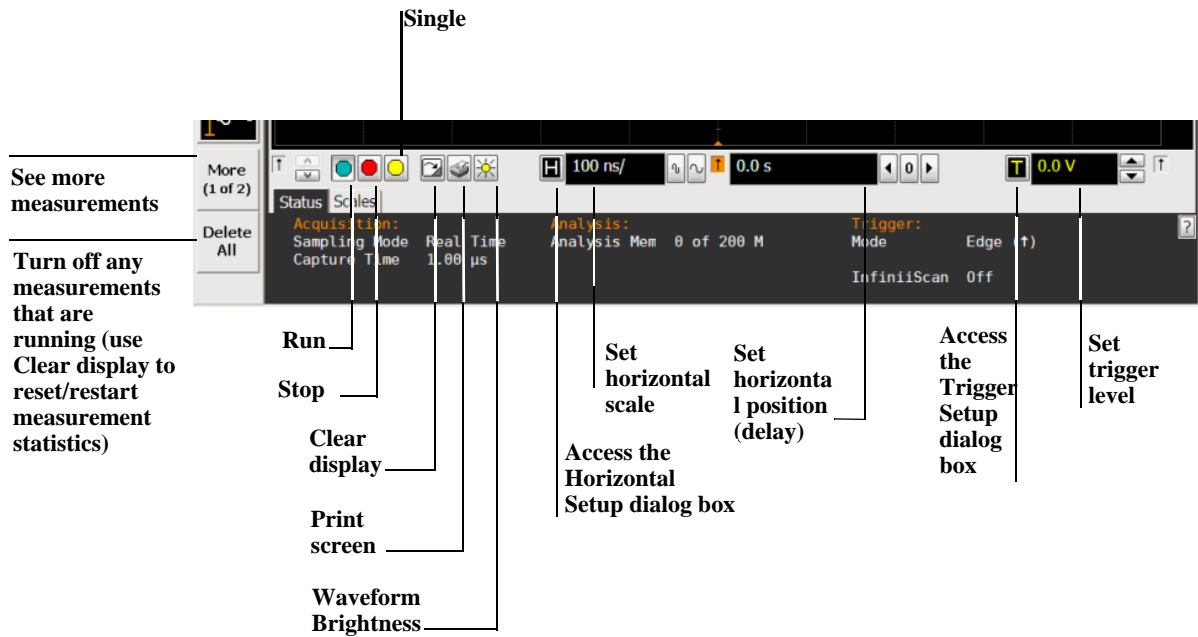 Single
See more
measurements
Turn off any
measurements
that are
running (use
Clear display to
reset/restart
measurement
statistics)
More
(1 of 2)
Delete
All
H
100 ns/
0.0 s
0
T
0.0 V
Status
Scales
Acquisition:
Sampling Mode Real Time
Capture Time 1.00 µs
Analysis:
Analysis Mem 0 of 200 M
Trigger:
Mode Edge (↑)
InfiniiScan Off
?
Run
Stop
Clear
display
Print
screen
Waveform
Brightness
Set
horizontal
scale
Access the
Horizontal
Setup dialog box
Set
horizonta
l position
(delay)
Access
the
Trigger
Setup
dialog
box
Set
trigger
level